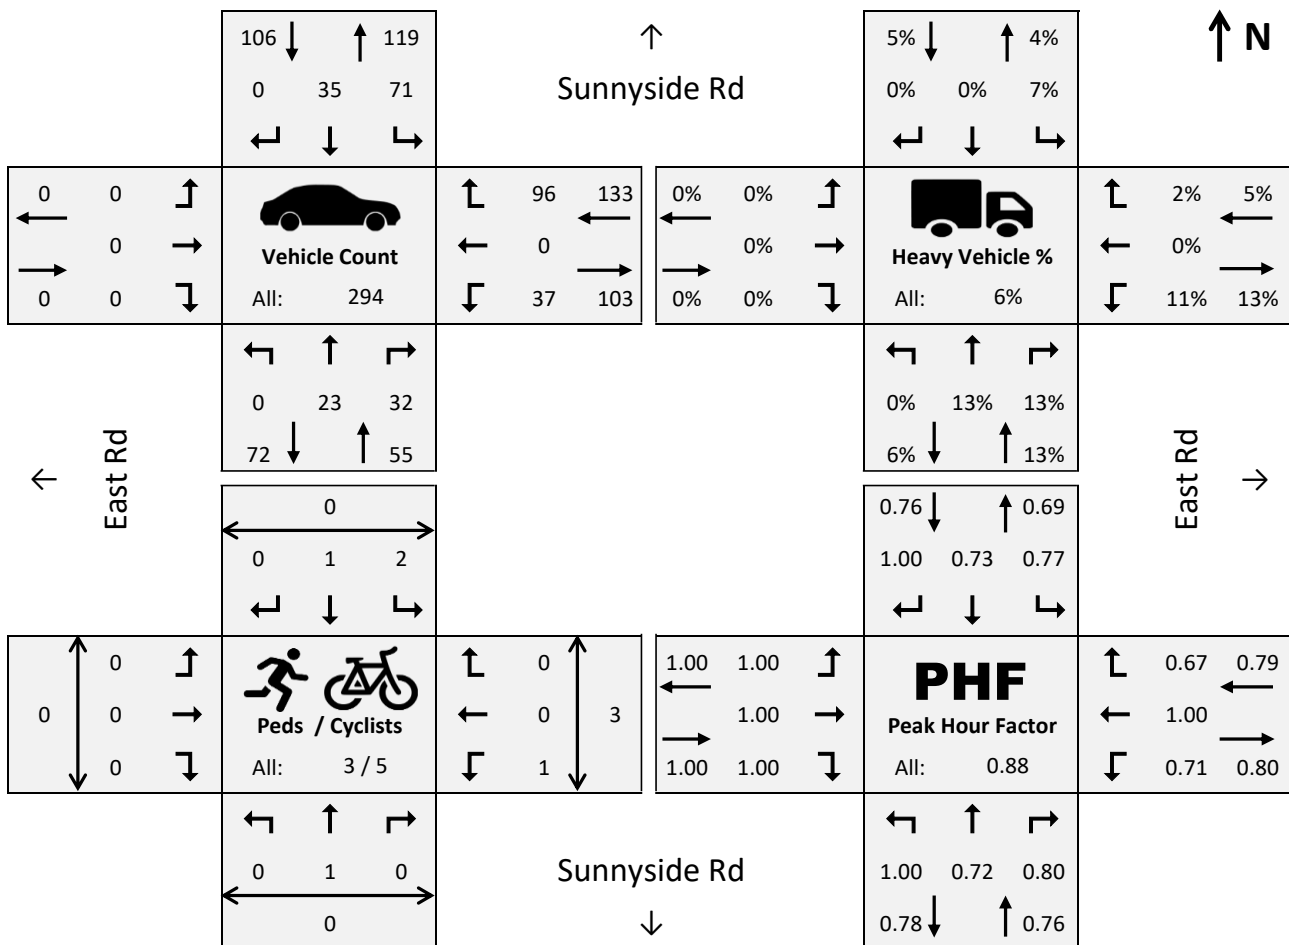 106 119 5% 4% N
Sunnyside Rd
0 35 71 0% 0% 7%
0 0 96 133 0% 0% 2% 5%
0 0 0% 0%
Vehicle Count Heavy Vehicle %
0 0 37 103 0% 0% 11% 13%
All: 294 All: 6%
0 23 32 0% 13% 13%
72 55 6% 13%
East Rd East Rd
0 0.76 0.69
0 1 2 1.00 0.73 0.77
0 0 1.00 1.00 0.67 0.79
PHF
0 0 0 3 1.00 1.00
Peds / Cyclists Peak Hour Factor
0 1 1.00 1.00 0.71 0.80
All: 3 / 5 All: 0.88
0 1 0 1.00 0.72 0.80
Sunnyside Rd
0 0.78 0.76